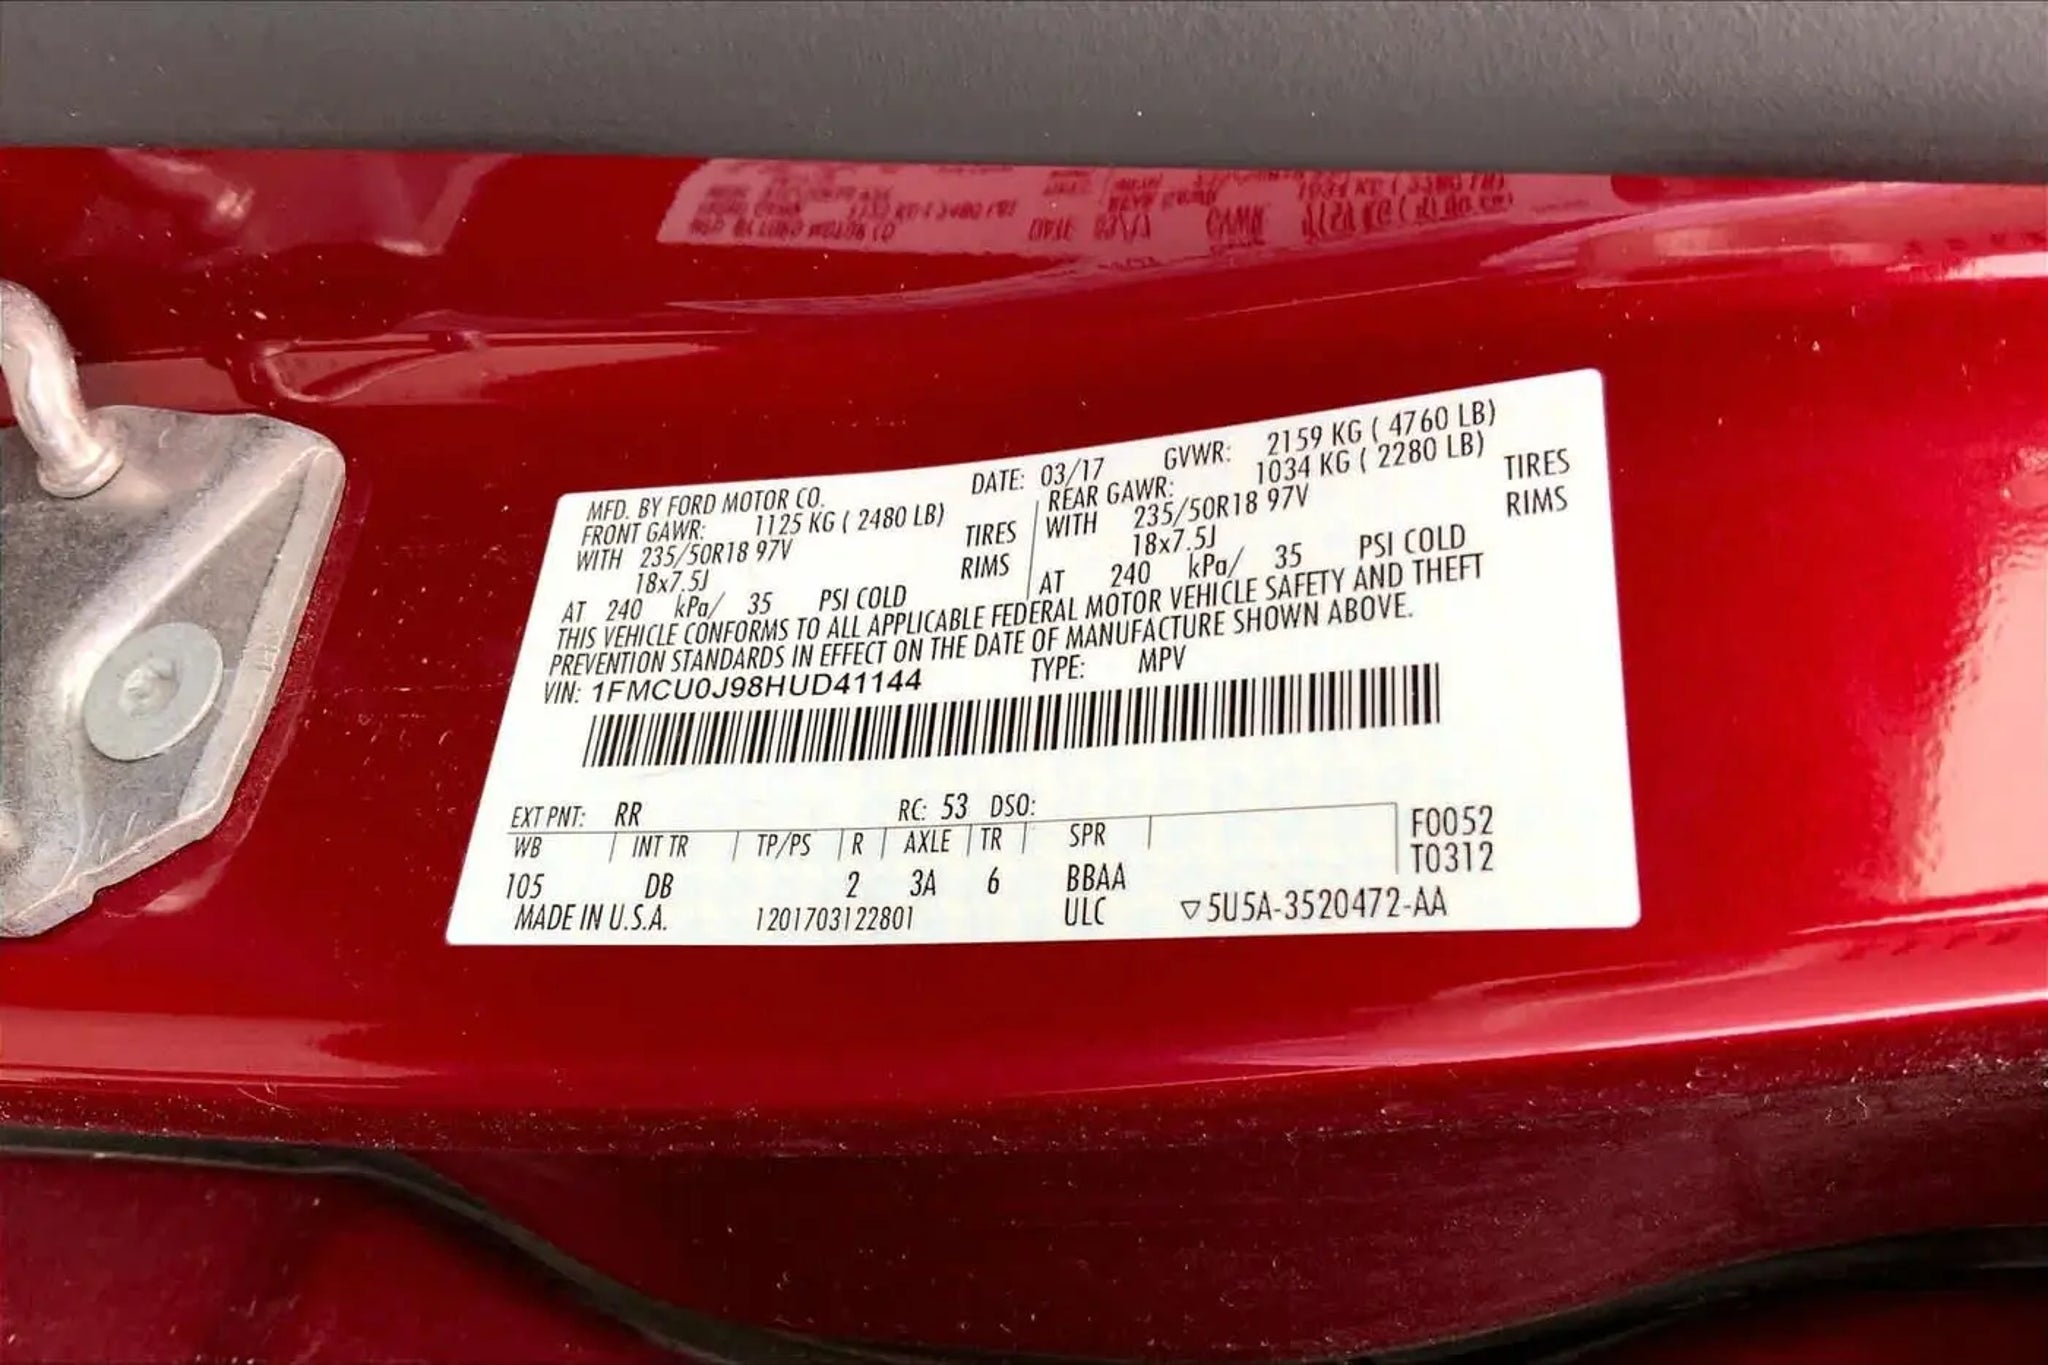 MFD. BY FORD MOTOR CO. DATE: 03/17 GVWR: 2159 KG ( 4760 LB)
FRONT GAWR: 1125 KG ( 2480 LB) REAR GAWR: 1034 KG ( 2280 LB)
WITH 235/50R18 97V TIRES WITH 235/50R18 97V TIRES
18x7.5J RIMS 18x7.5J RIMS
AT 240 kPa/ 35 PSI COLD AT 240 kPa/ 35 PSI COLD
THIS VEHICLE CONFORMS TO ALL APPLICABLE FEDERAL MOTOR VEHICLE SAFETY AND THEFT
PREVENTION STANDARDS IN EFFECT ON THE DATE OF MANUFACTURE SHOWN ABOVE.
VIN: 1FMCU0J98HUD41144 TYPE: MPV
EXT PNT: RR RC: 53 DSO:
WB INT TR TP/PS R AXLE TR SPR F0052
T0312
105 DB 2 3A 6 BBAA
MADE IN U.S.A. 1201703122801 ULC ▽5U5A-3520472-AA